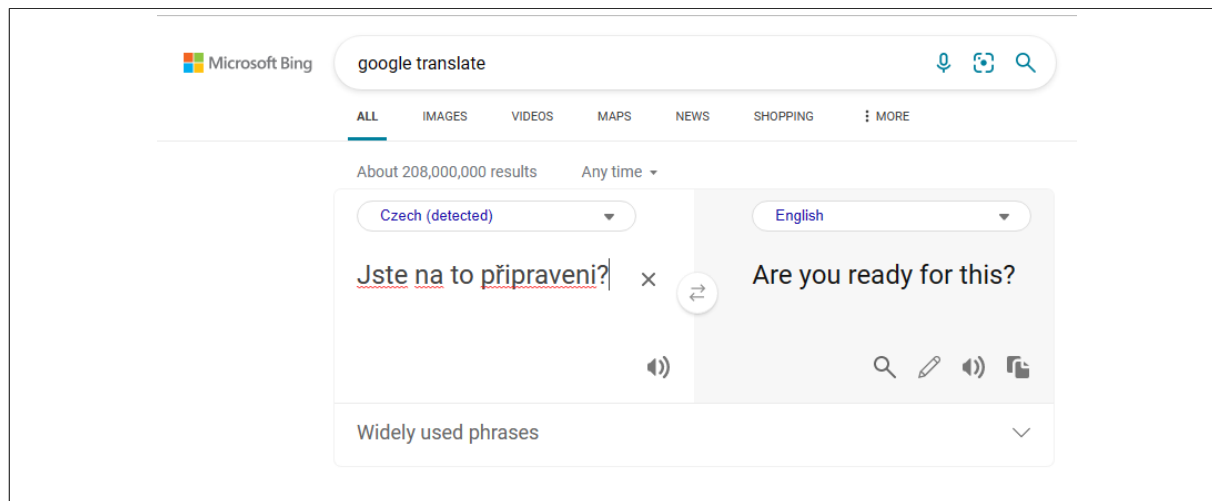 Microsoft Bing
google translate
ALL IMAGES VIDEOS MAPS NEWS SHOPPING MORE
About 208,000,000 results Any time
Czech (detected) English
Jste na to připraveni? Are you ready for this?
Widely used phrases